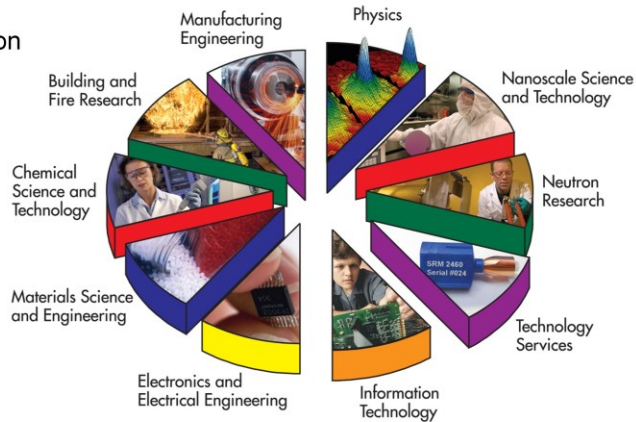 on
Manufacturing
Engineering
Physics
Building and
Fire Research
Nanoscale Science
and Technology
Chemical
Science and
Technology
Neutron
Research
SRM 2460
Serial #024
Materials Science
and Engineering
Technology
Services
Electronics and
Electrical Engineering
Information
Technology